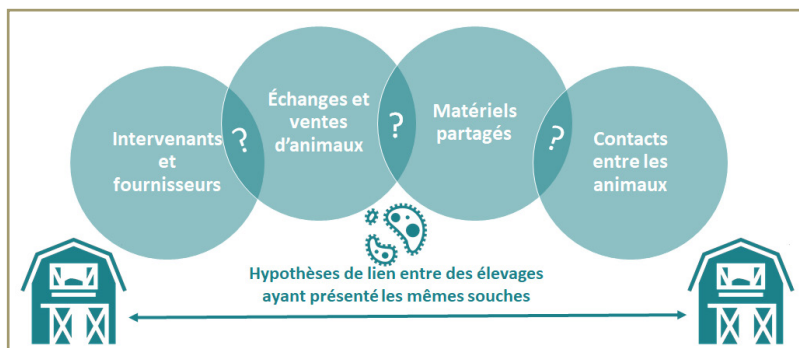 Intervenants
et
fournisseurs
?
Échanges et
ventes
d'animaux
?
Matériels
partagés
?
Contacts
entre les
animaux
Hypothèses de lien entre des élevages
ayant présenté les mêmes souches